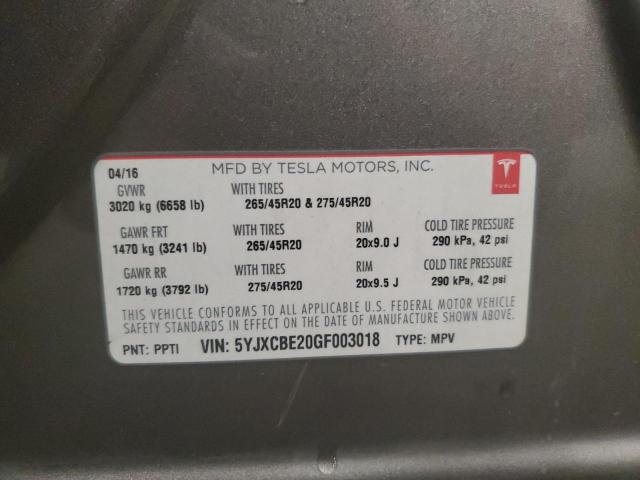 04/16 MFD BY TESLA MOTORS, INC.
TESLA
GVWR WITH TIRES
3020 kg (6658 lb) 265/45R20 & 275/45R20
GAWR FRT WITH TIRES RIM COLD TIRE PRESSURE
1470 kg (3241 lb) 265/45R20 20x9.0 J 290 kPa, 42 psi
GAWR RR WITH TIRES RIM COLD TIRE PRESSURE
1720 kg (3792 lb) 275/45R20 20x9.5 J 290 kPa, 42 psi
THIS VEHICLE CONFORMS TO ALL APPLICABLE U.S. FEDERAL MOTOR VEHICLE
SAFETY STANDARDS IN EFFECT ON THE DATE OF MANUFACTURE SHOWN ABOVE.
PNT: PPTI VIN: 5YJXCBE20GF003018 TYPE: MPV